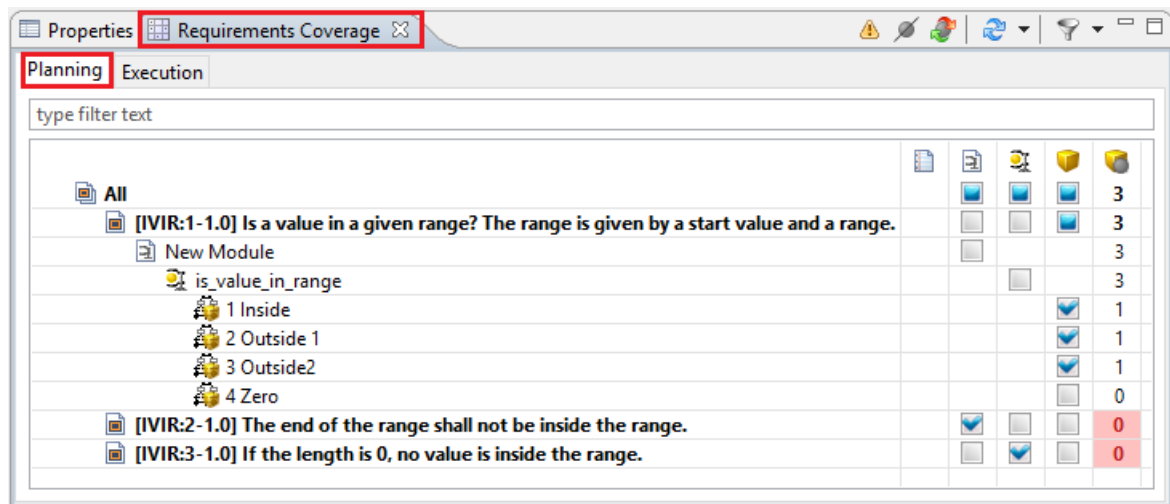 Properties Requirements Coverage
Planning Execution
type filter text
All 3
[IVIR:1-1.0] Is a value in a given range? The range is given by a start value and a range. 3
New Module 3
is_value_in_range 3
1 Inside 1
2 Outside 1 1
3 Outside2 1
4 Zero 0
[IVIR:2-1.0] The end of the range shall not be inside the range. 0
[IVIR:3-1.0] If the length is 0, no value is inside the range. 0